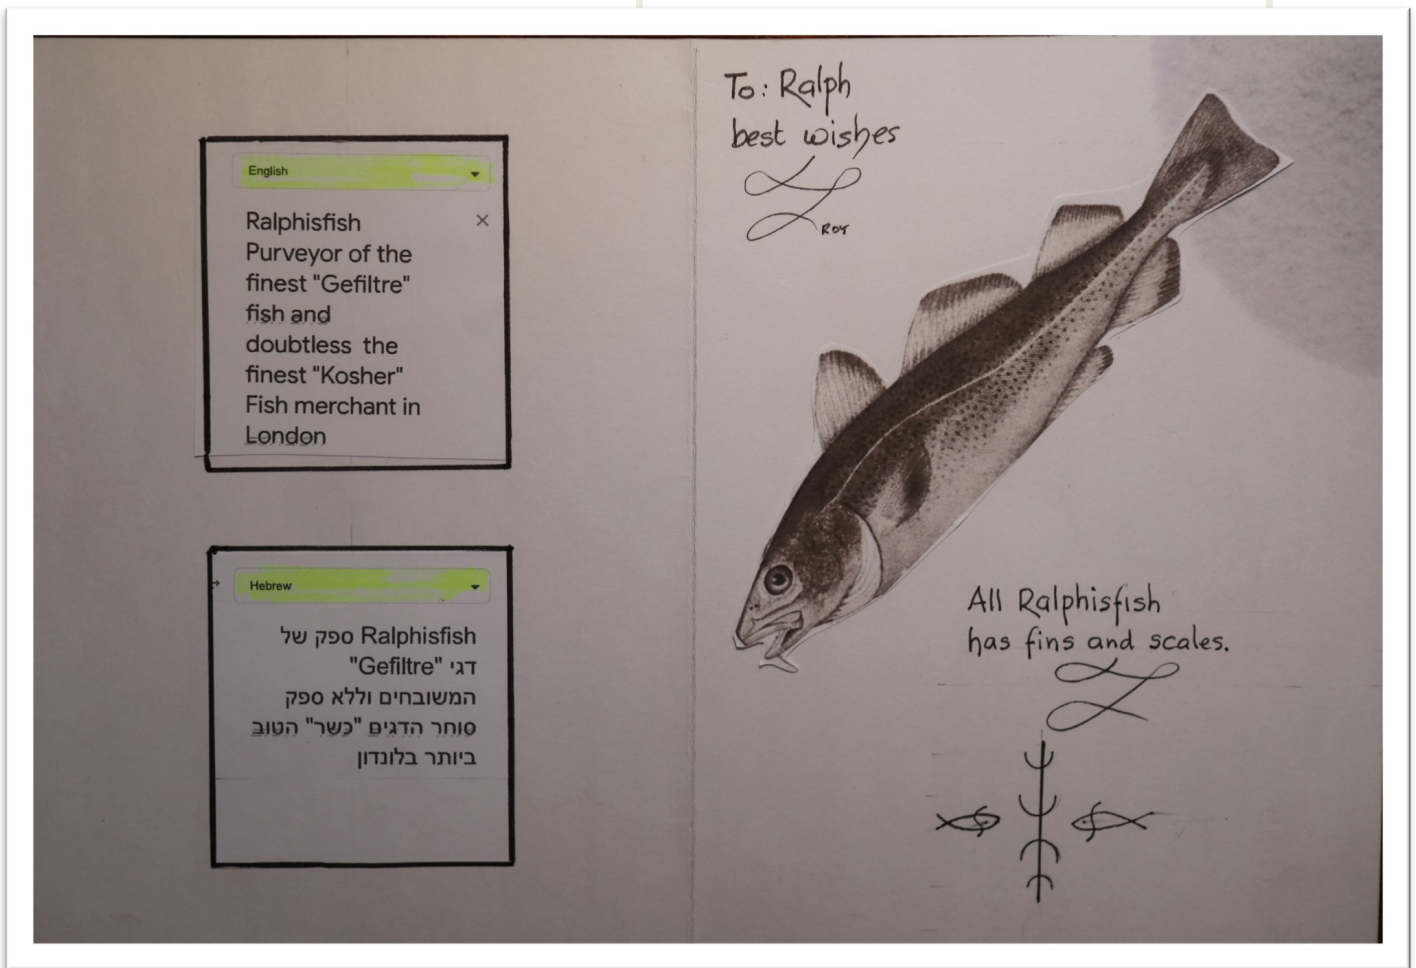 English
Ralphisfish
Purveyor of the
finest "Gefiltre"
fish and
doubtless the
finest "Kosher"
Fish merchant in
London
Hebrew
Ralphisfish ספק של
דגי "Gefiltre"
המשובחים וללא ספק
סוחר הדגים "כשר" הטוב
ביותר בלונדון
To: Ralph
best wishes
ROY
All Ralphisfish
has fins and scales.